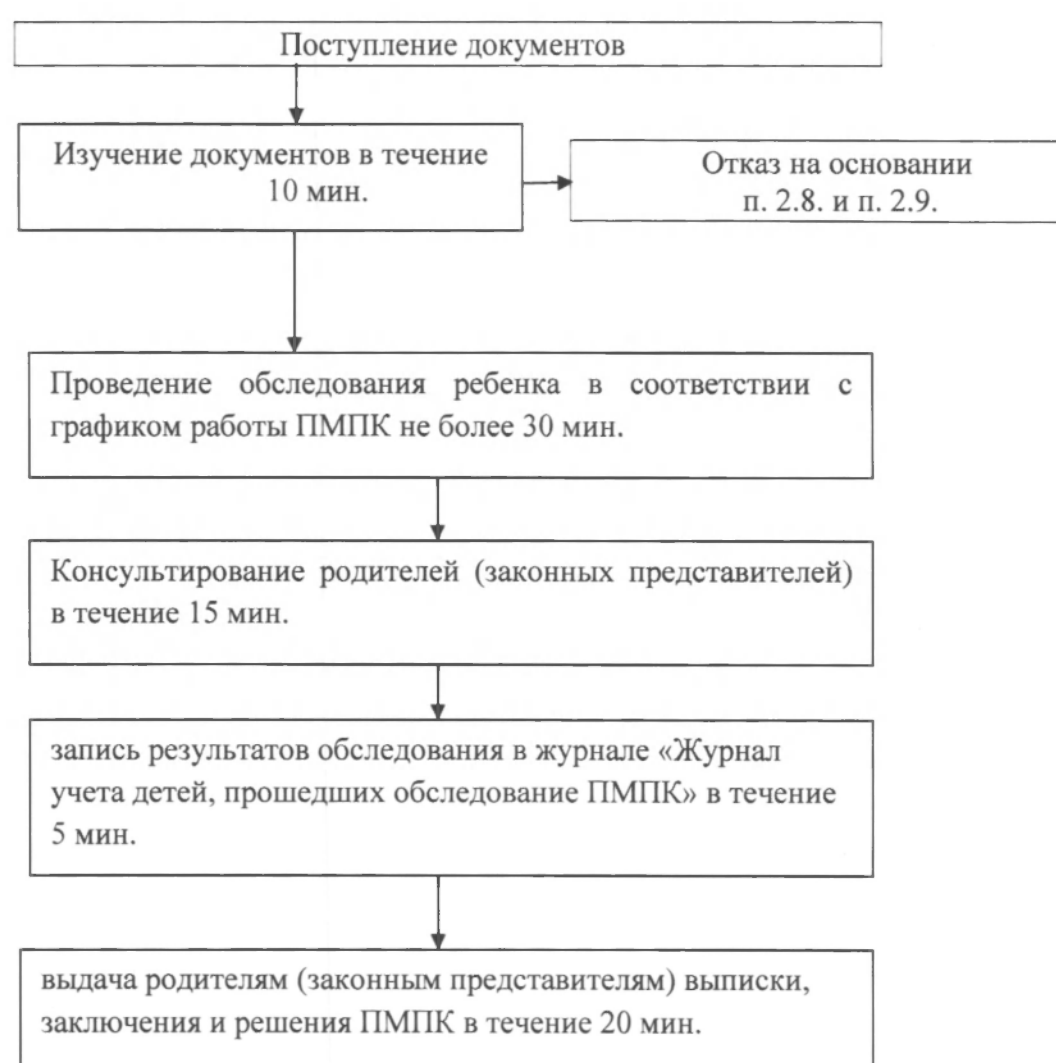 Поступление документов
Изучение документов в течение
10 мин.
Отказ на основании
п. 2.8. и п. 2.9.
Проведение обследования ребенка в соответствии с
графиком работы ПМПК не более 30 мин.
Консультирование родителей (законных представителей)
в течение 15 мин.
запись результатов обследования в журнале «Журнал
учета детей, прошедших обследование ПМПК» в течение
5 мин.
выдача родителям (законным представителям) выписки,
заключения и решения ПМПК в течение 20 мин.